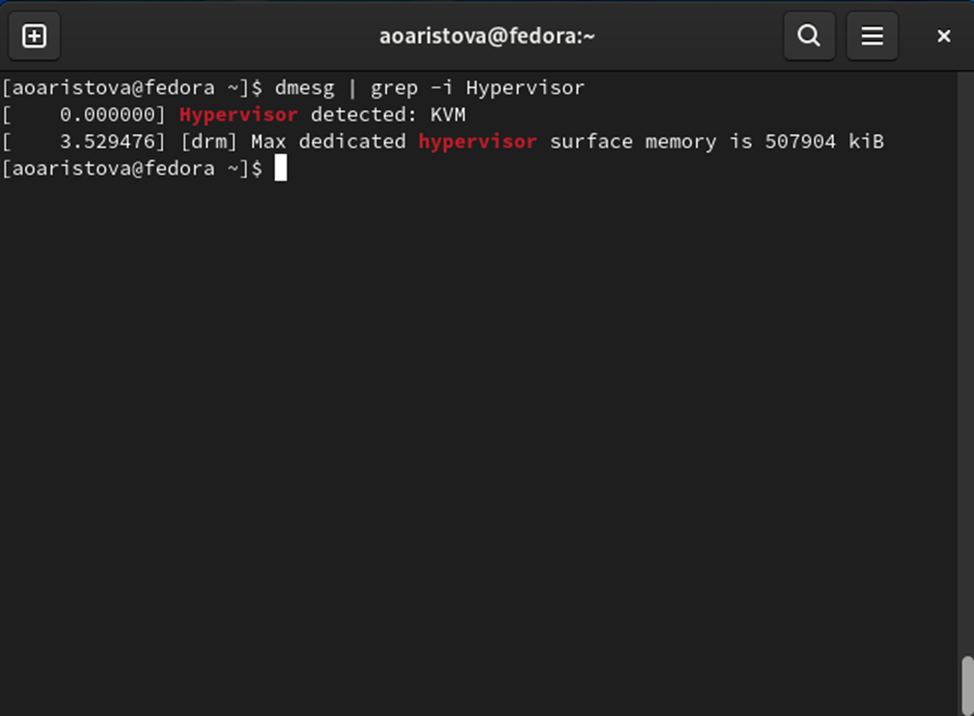 aoaristova@fedora:~
[aoaristova@fedora ~]$ dmesg | grep -i Hypervisor
[    0.000000] Hypervisor detected: KVM
[    3.529476] [drm] Max dedicated hypervisor surface memory is 507904 kiB
[aoaristova@fedora ~]$